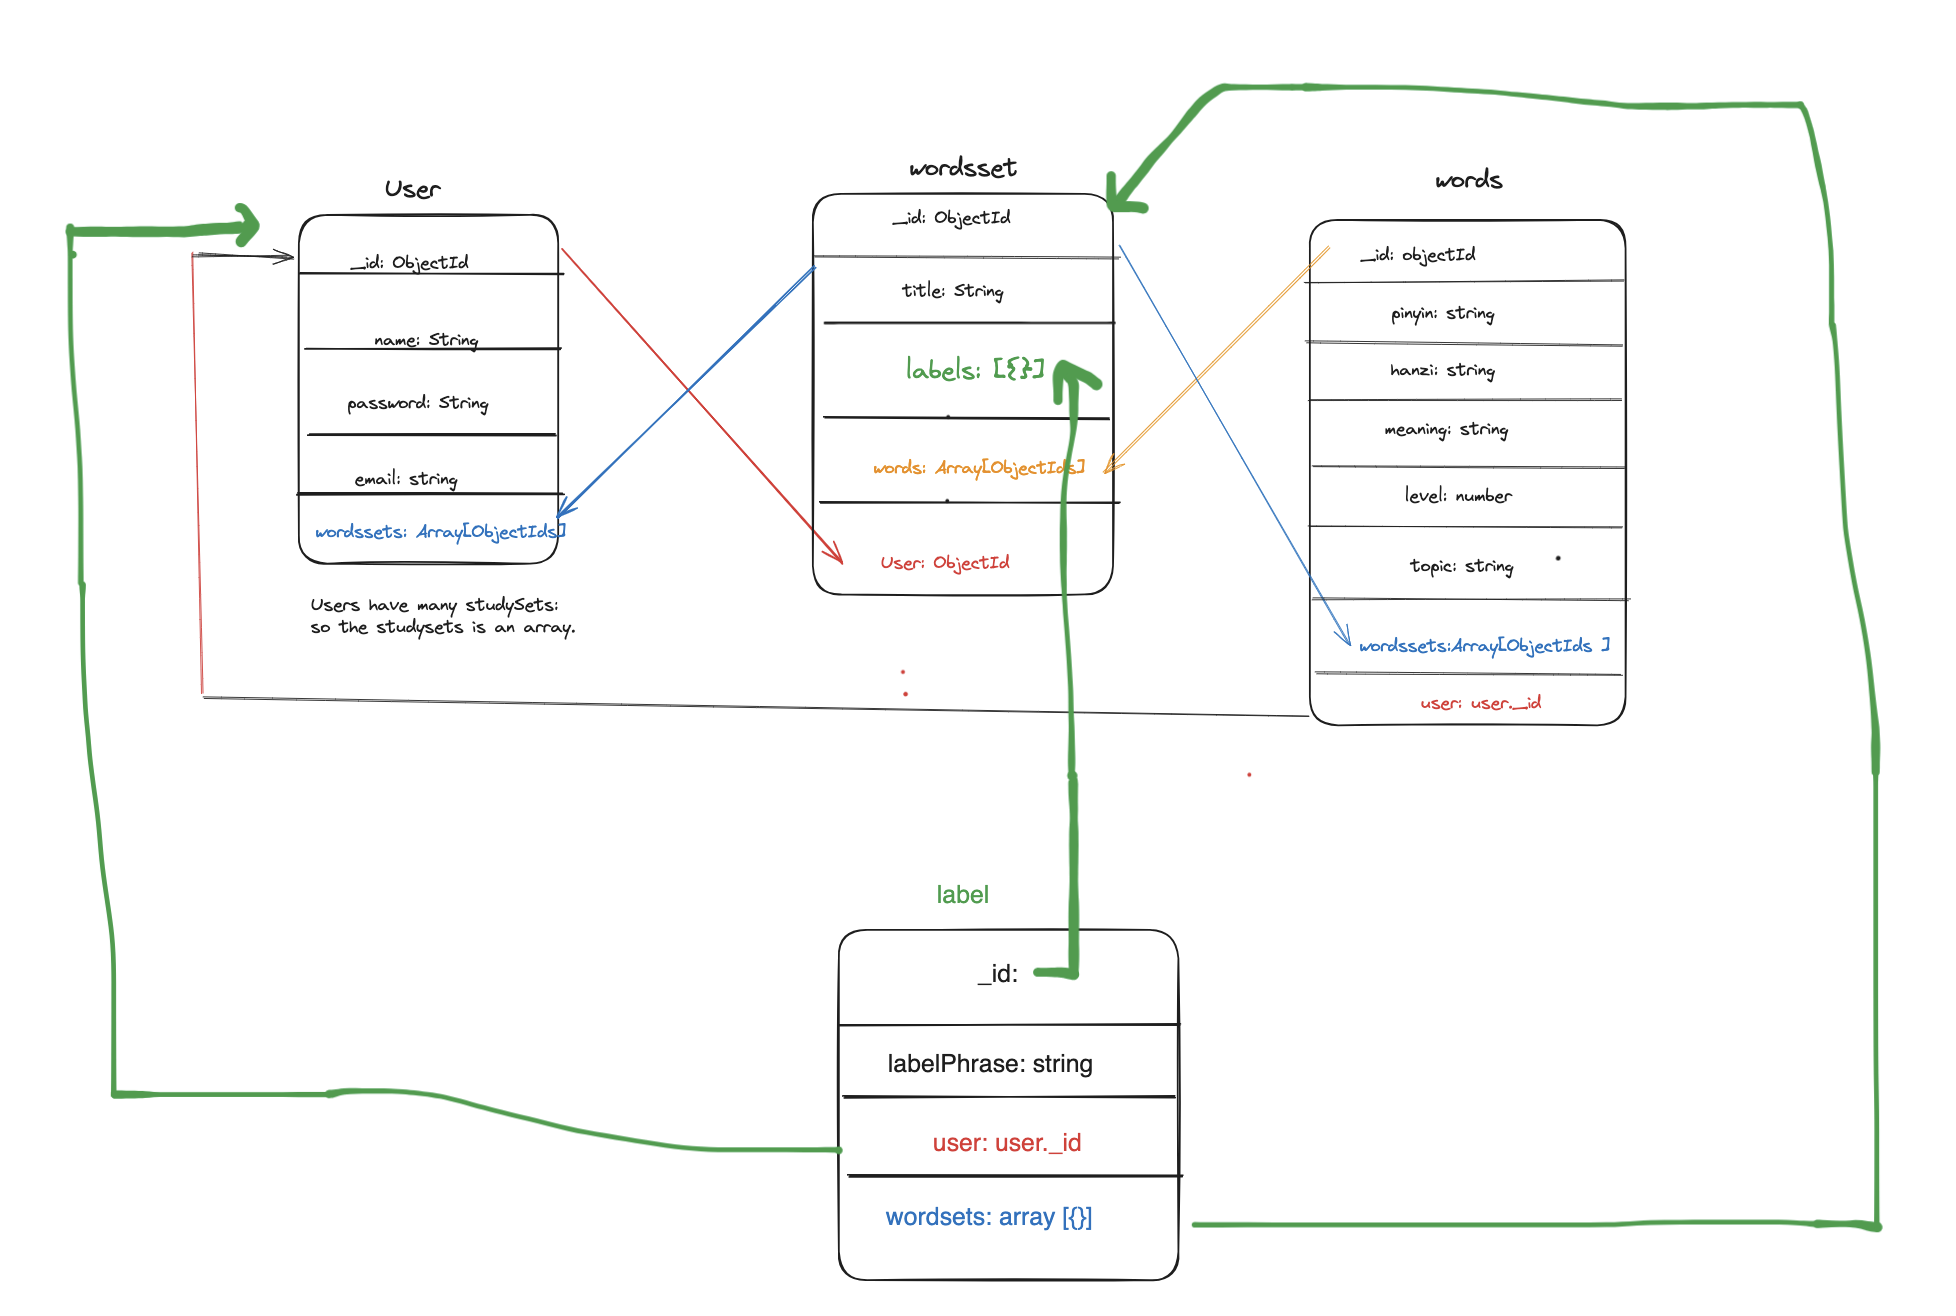 User
_id: ObjectId
name: String
password: String
email: string
wordssets: Array[ObjectIds]
Users have many studySets:
so the studysets is an array.
wordsset
_id: ObjectId
title: String
labels: [{}]
words: Array[ObjectIds]
User: ObjectId
words
_id: objectId
pinyin: string
hanzi: string
meaning: string
level: number
topic: string
wordssets:Array[ObjectIds ]
user: user._id
label
_id:
labelPhrase: string
user: user._id
wordsets: array [{}]